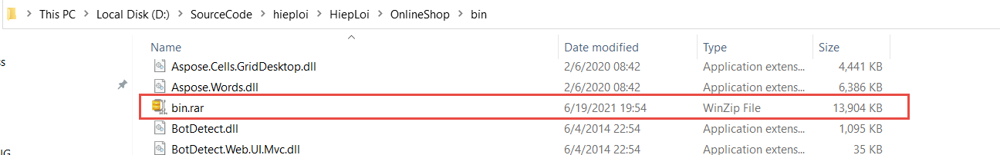 This PC > Local Disk (D:) > SourceCode > hieploi > HiepLoi > OnlineShop > bin
Name Date modified Type Size
Aspose.Cells.GridDesktop.dll 2/6/2020 08:42 Application extens... 4,441 KB
Aspose.Words.dll 2/6/2020 08:42 Application extens... 6,386 KB
bin.rar 6/19/2021 19:54 WinZip File 13,904 KB
BotDetect.dll 6/4/2014 22:54 Application extens... 1,095 KB
BotDetect.Web.UI.Mvc.dll 6/4/2014 22:54 Application extens... 35 KB